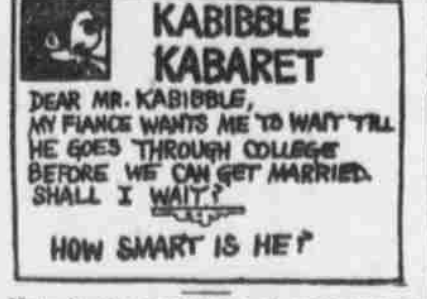 KABIBBLE
KABARET
DEAR MR. KABIBBLE,
MY FIANCE WANTS ME TO WAIT TILL
HE GOES THROUGH COLLEGE
BEFORE WE CAN GET MARRIED.
SHALL I WAIT?
HOW SMART IS HE?